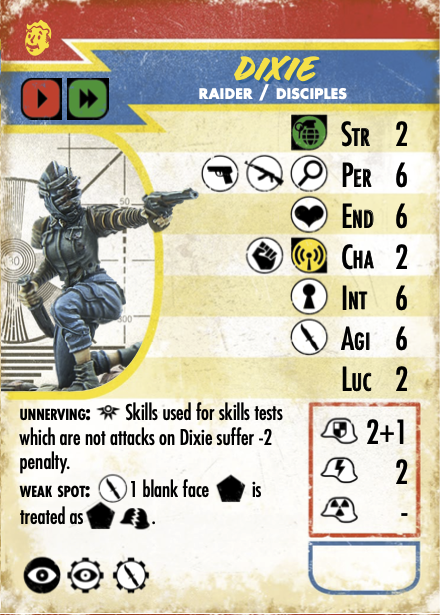 DIXIE
RAIDER / DISCIPLES
STR 2
PER 6
END 6
CHA 2
INT 6
AGI 6
LUC 2
50
00
UNNERVING: Skills used for skills tests
which are not attacks on Dixie suffer -2
penalty.
WEAK SPOT: 1 blank face is
treated as .
2+1
2
-